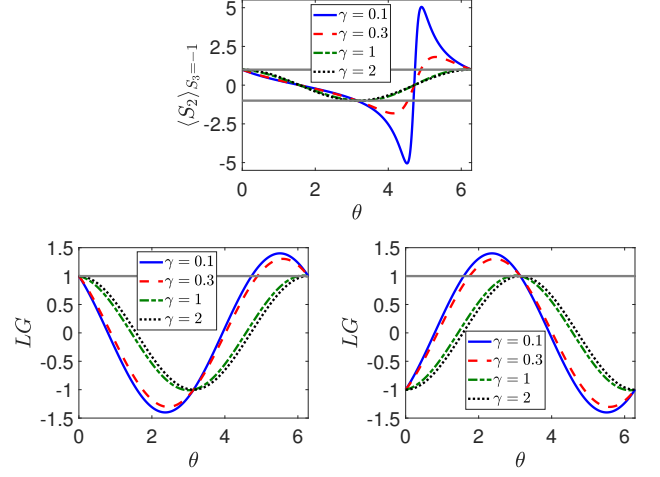 5
2.5
0
-2.5
-5
⟨S₂⟩S₃=−1
γ = 0.1
γ = 0.3
γ = 1
γ = 2
0 2 4 6
θ
1.5
1
0.5
0
-0.5
-1
-1.5
LG
γ = 0.1
γ = 0.3
γ = 1
γ = 2
0 2 4 6
θ
1.5
1
0.5
0
-0.5
-1
-1.5
LG
γ = 0.1
γ = 0.3
γ = 1
γ = 2
0 2 4 6
θ